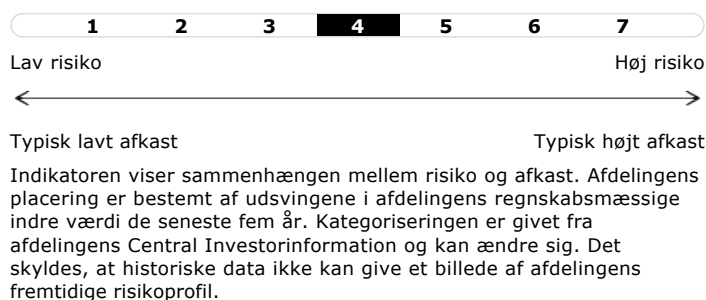 1 2 3 4 5 6 7
Lav risiko Høj risiko
Typisk lavt afkast Typisk højt afkast
Indikatoren viser sammenhængen mellem risiko og afkast. Afdelingens
placering er bestemt af udsvingene i afdelingens regnskabsmæssige
indre værdi de seneste fem år. Kategoriseringen er givet fra
afdelingens Central Investorinformation og kan ændre sig. Det
skyldes, at historiske data ikke kan give et billede af afdelingens
fremtidige risikoprofil.